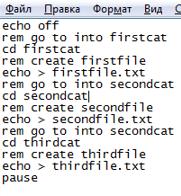 Файл Правка Формат Вид С
echo off
rem go to into firstcat
cd firstcat
rem create firstfile
echo > firstfile.txt
rem go to into secondcat
cd secondcat
rem create secondfile
echo > secondfile.txt
rem go to into secondcat
cd thirdcat
rem create thirdfile
echo > thirdfile.txt
pause